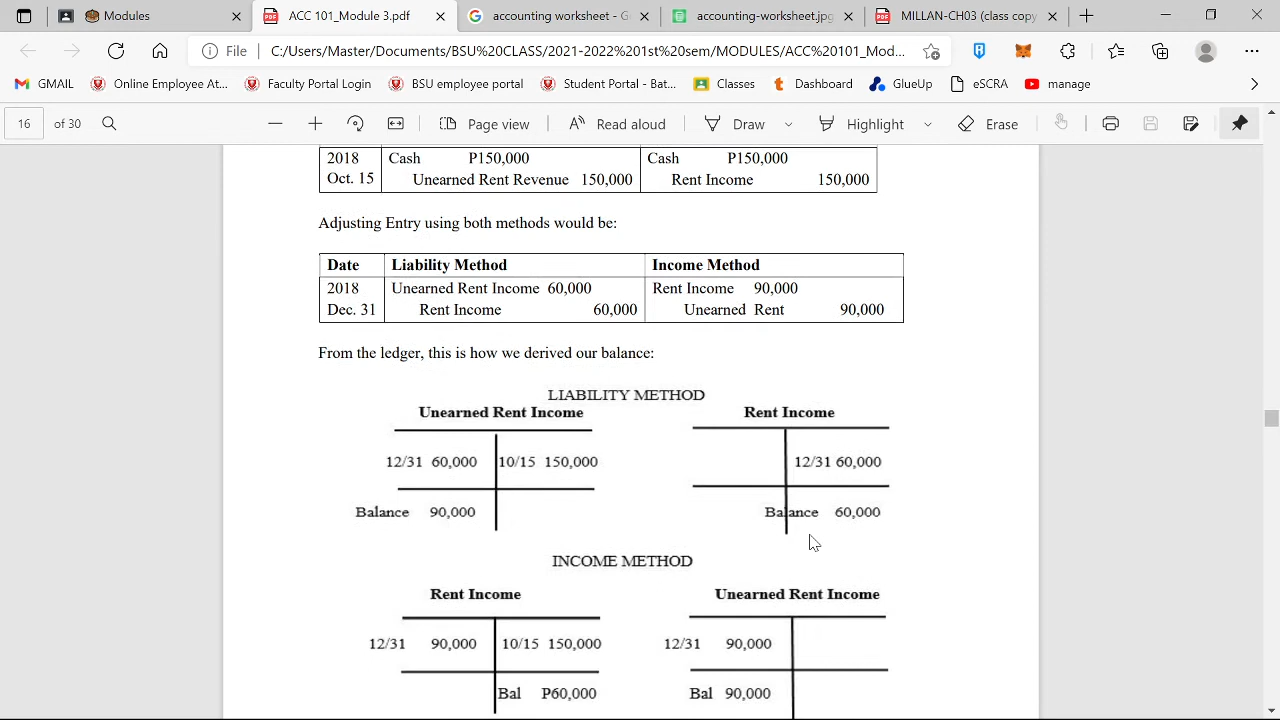 Modules
ACC 101_Module 3.pdf
accounting worksheet - G
accounting-worksheet.jpg
MILLAN-CH03 (class copy
File C:/Users/Master/Documents/BSU%20CLASS/2021-2022%201st%20sem/MODULES/ACC%20101_Mod...
GMAIL Online Employee At... Faculty Portal Login BSU employee portal Student Portal - Bat... Classes Dashboard GlueUp eSCRA manage
16 of 30 Page view Read aloud Draw Highlight Erase
2018 Cash P150,000 Cash P150,000
Oct. 15 Unearned Rent Revenue 150,000 Rent Income 150,000
Adjusting Entry using both methods would be:
Date Liability Method Income Method
2018 Unearned Rent Income 60,000 Rent Income 90,000
Dec. 31 Rent Income 60,000 Unearned Rent 90,000
From the ledger, this is how we derived our balance:
LIABILITY METHOD
Unearned Rent Income Rent Income
12/31 60,000 10/15 150,000 12/31 60,000
Balance 90,000 Balance 60,000
INCOME METHOD
Rent Income Unearned Rent Income
12/31 90,000 10/15 150,000 12/31 90,000
Bal P60,000 Bal 90,000